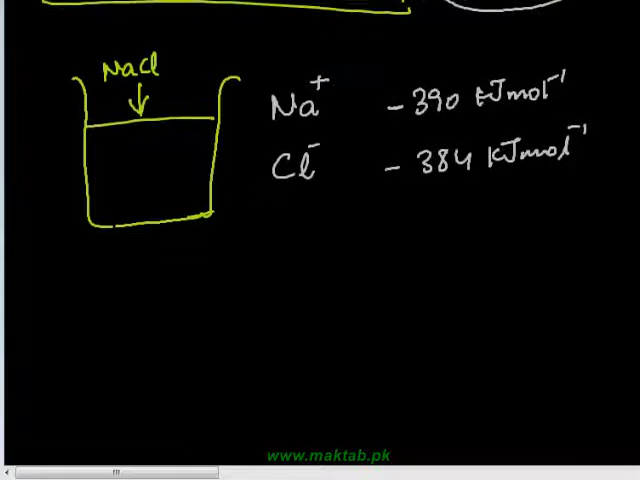 NaCl
Na⁺ - 390 kJmol⁻¹
Cl⁻ - 384 kJmol⁻¹
www.maktab.pk